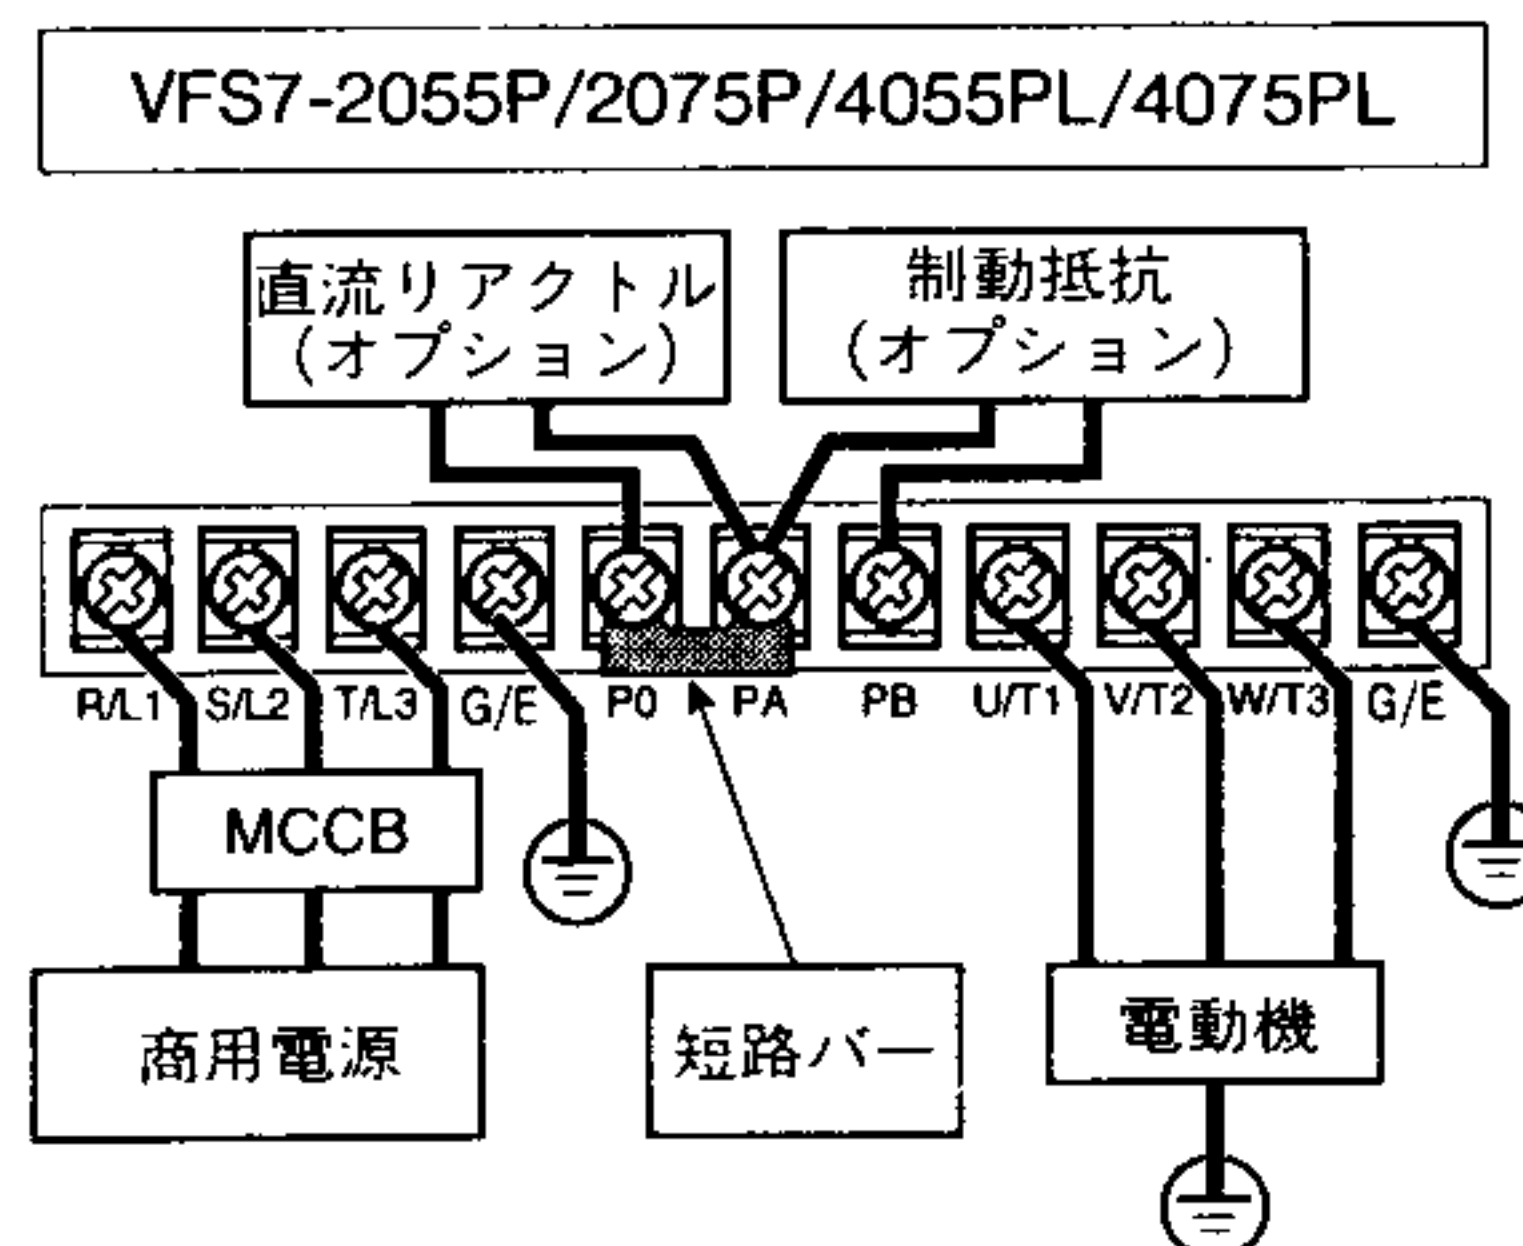 VFS7-2055P/2075P/4055PL/4075PL
直流リアクトル
(オプション)
制動抵抗
(オプション)
R/L1 S/L2 T/L3 G/E P0 PA PB U/T1 V/T2 W/T3 G/E
MCCB
商用電源
短路バー
電動機